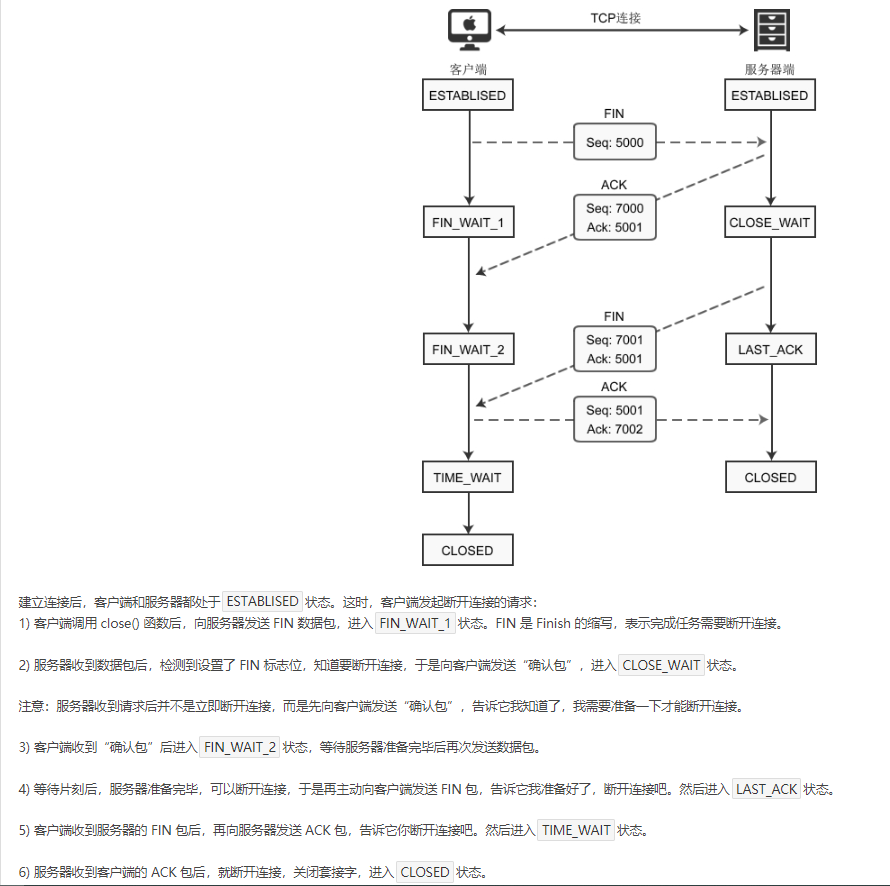 TCP连接
客户端
服务器端
ESTABLISED
ESTABLISED
FIN
Seq: 5000
ACK
Seq: 7000
Ack: 5001
FIN_WAIT_1
CLOSE_WAIT
FIN
Seq: 7001
Ack: 5001
FIN_WAIT_2
LAST_ACK
ACK
Seq: 5001
Ack: 7002
TIME_WAIT
CLOSED
CLOSED
建立连接后，客户端和服务器都处于 ESTABLISED 状态。这时，客户端发起断开连接的请求：
1) 客户端调用 close() 函数后，向服务器发送 FIN 数据包，进入 FIN_WAIT_1 状态。FIN 是 Finish 的缩写，表示完成任务需要断开连接。
2) 服务器收到数据包后，检测到设置了 FIN 标志位，知道要断开连接，于是向客户端发送“确认包”，进入 CLOSE_WAIT 状态。
注意：服务器收到请求后并不是立即断开连接，而是先向客户端发送“确认包”，告诉它我知道了，我需要准备一下才能断开连接。
3) 客户端收到“确认包”后进入 FIN_WAIT_2 状态，等待服务器准备完毕后再次发送数据包。
4) 等待片刻后，服务器准备完毕，可以断开连接，于是再主动向客户端发送 FIN 包，告诉它我准备好了，断开连接吧。然后进入 LAST_ACK 状态。
5) 客户端收到服务器的 FIN 包后，再向服务器发送 ACK 包，告诉它你断开连接吧。然后进入 TIME_WAIT 状态。
6) 服务器收到客户端的 ACK 包后，就断开连接，关闭套接字，进入 CLOSED 状态。